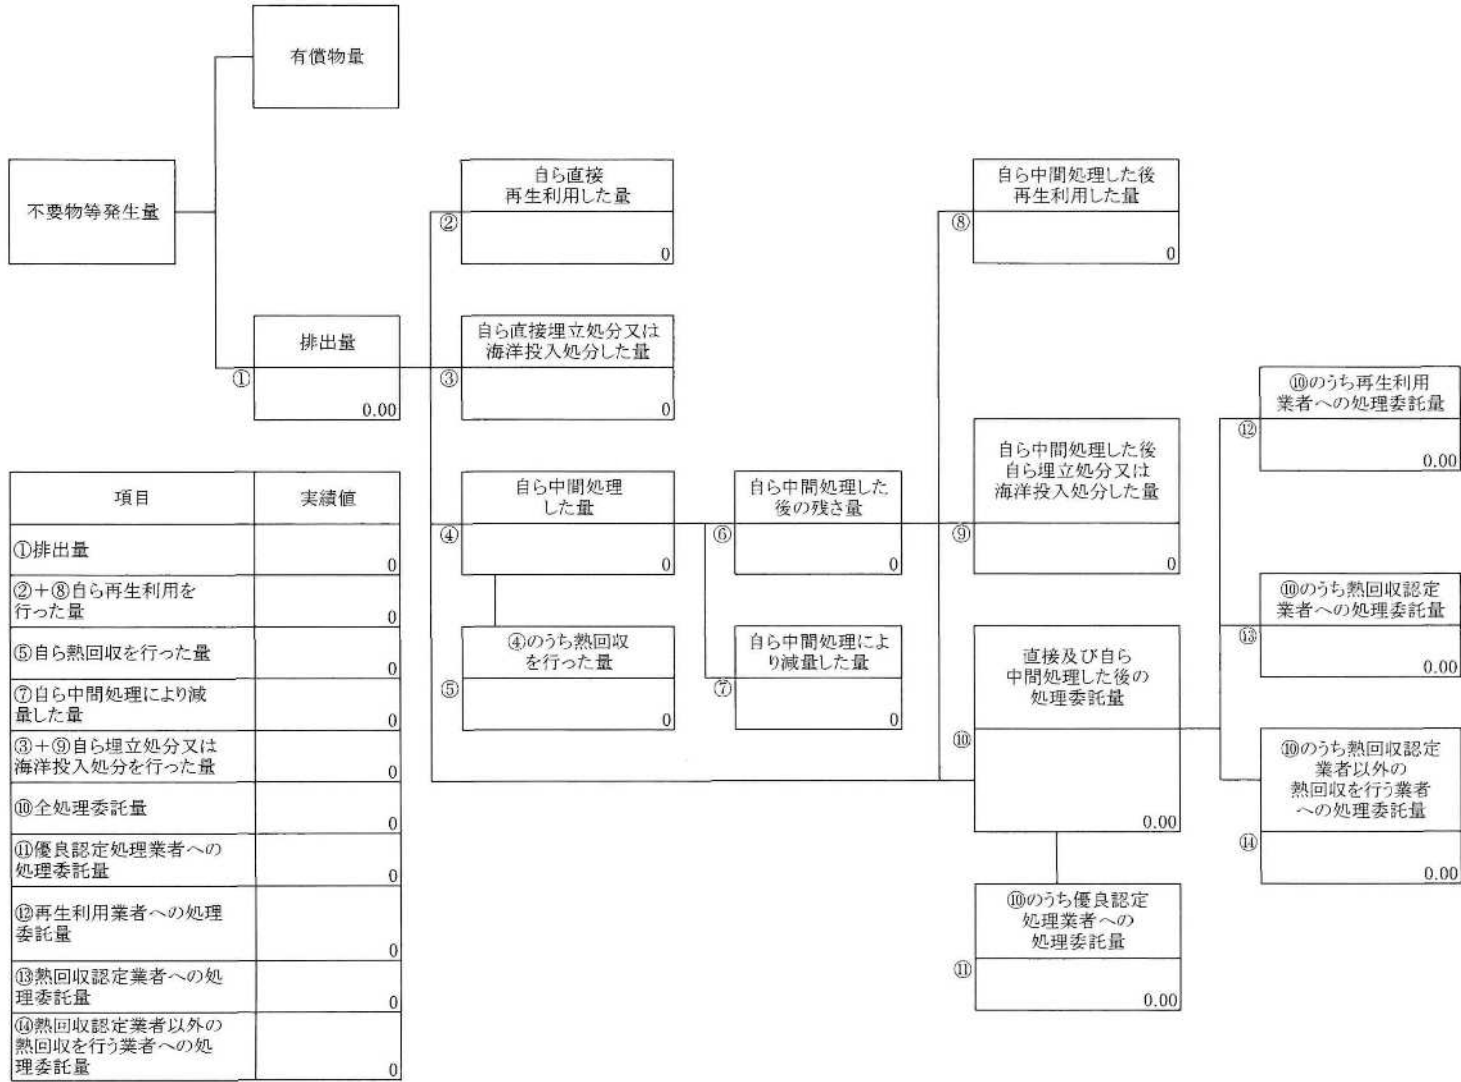 有償物量
不要物等発生量
自ら直接
再生利用した量
②
0
自ら中間処理した後
再生利用した量
⑧
0
排出量
①
0.00
自ら直接埋立処分又は
海洋投入処分した量
③
0
⑩のうち再生利用
業者への処理委託量
⑫
0.00
自ら中間処理
した量
④
0
自ら中間処理した
後の残さ量
⑥
0
自ら中間処理した後
自ら埋立処分又は
海洋投入処分した量
⑨
0
⑩のうち熱回収認定
業者への処理委託量
⑬
0.00
④のうち熱回収
を行った量
⑤
0
自ら中間処理によ
り減量した量
⑦
0
直接及び自ら
中間処理した後の
処理委託量
⑩
0.00
⑩のうち熱回収認定
業者以外の
熱回収を行う業者
への処理委託量
⑭
0.00
⑩のうち優良認定
処理業者への
処理委託量
⑪
0.00
項目 実績値
①排出量
0
②+⑧自ら再生利用を
行った量
0
⑤自ら熱回収を行った量
0
⑦自ら中間処理により減
量した量
0
③+⑨自ら埋立処分又は
海洋投入処分を行った量
0
⑩全処理委託量
0
⑪優良認定処理業者への
処理委託量
0
⑫再生利用業者への処理
委託量
0
⑬熱回収認定業者への処
理委託量
0
⑭熱回収認定業者以外の
熱回収を行う業者への処
理委託量
0